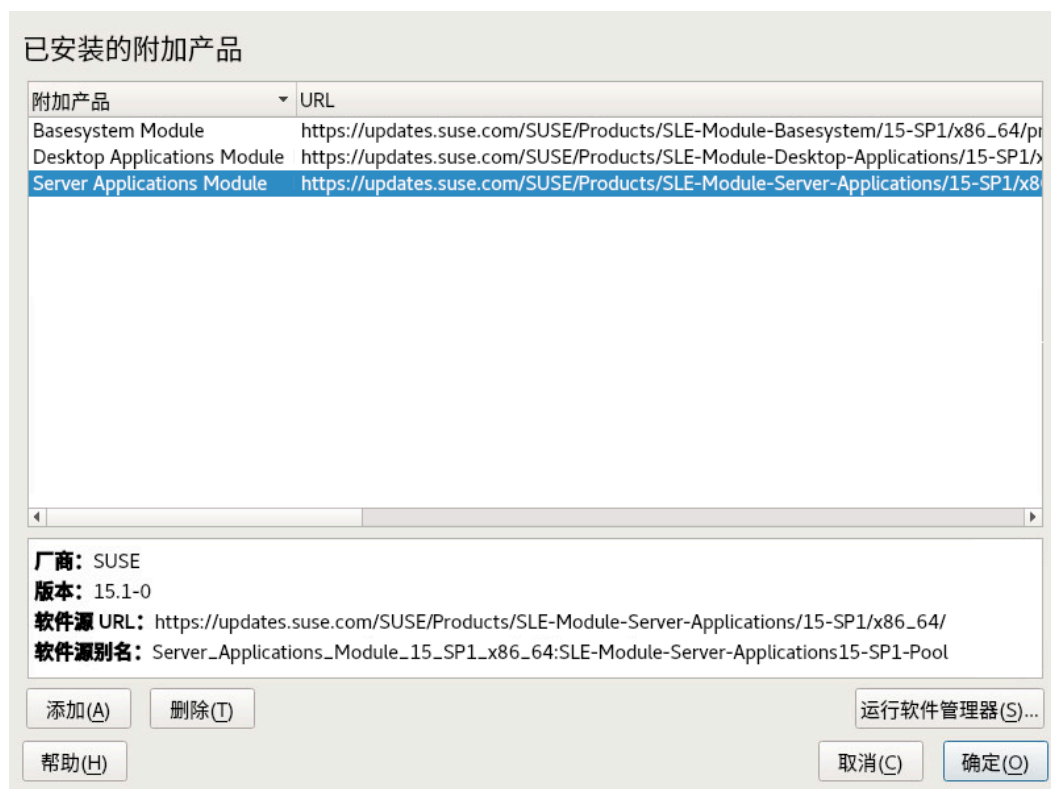 已安装的附加产品
附加产品 URL
Basesystem Module https://updates.suse.com/SUSE/Products/SLE-Module-Basesystem/15-SP1/x86_64/pr
Desktop Applications Module https://updates.suse.com/SUSE/Products/SLE-Module-Desktop-Applications/15-SP1/x
Server Applications Module https://updates.suse.com/SUSE/Products/SLE-Module-Server-Applications/15-SP1/x8
厂商：SUSE
版本：15.1-0
软件源 URL：https://updates.suse.com/SUSE/Products/SLE-Module-Server-Applications/15-SP1/x86_64/
软件源别名：Server_Applications_Module_15_SP1_x86_64:SLE-Module-Server-Applications15-SP1-Pool
添加(A) 删除(T) 运行软件管理器(S)...
帮助(H) 取消(C) 确定(O)